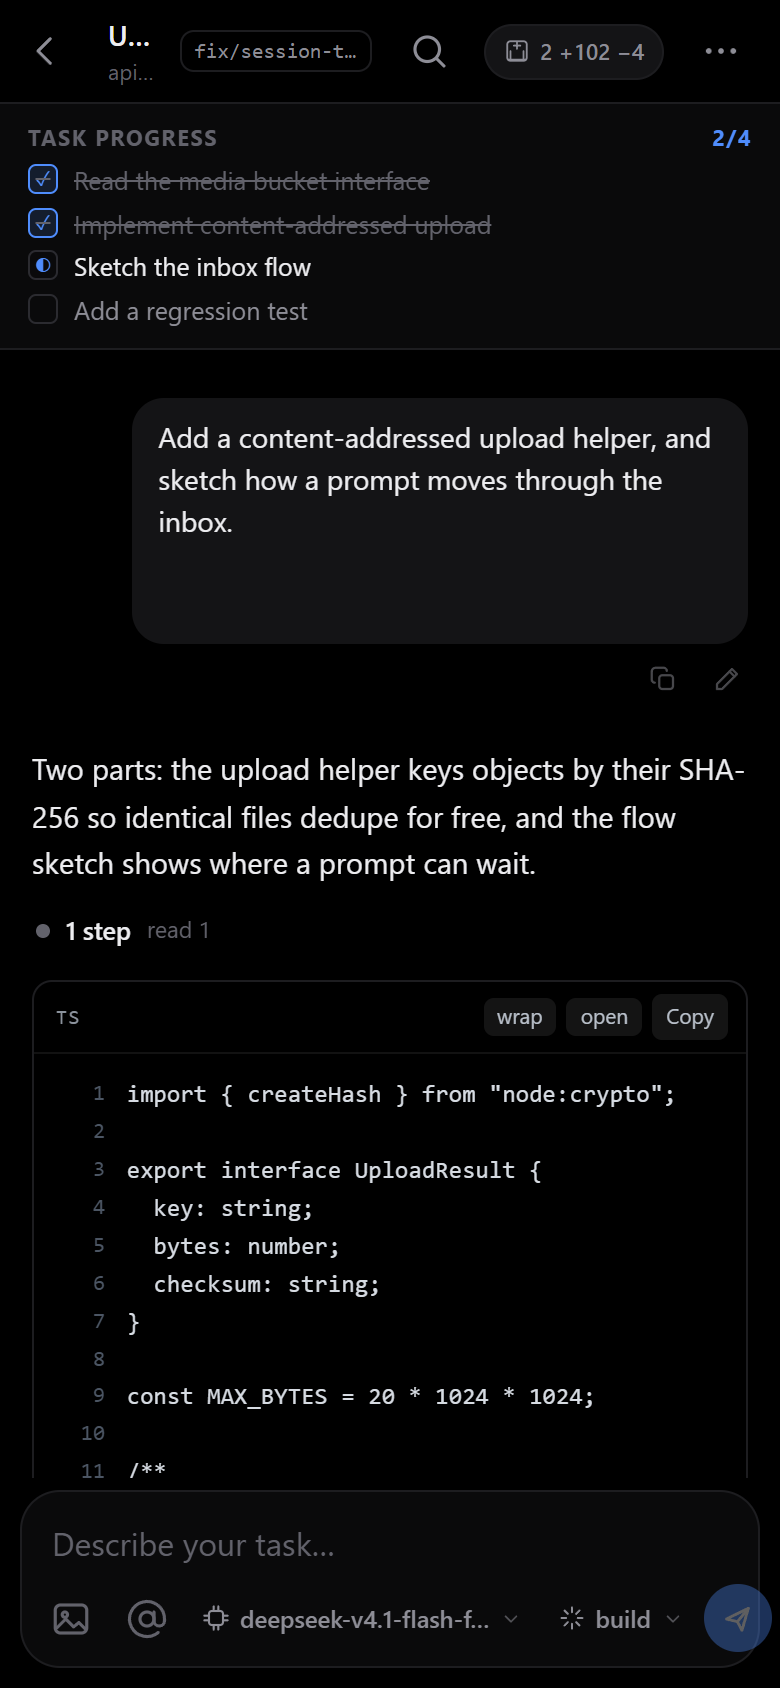 U...
api...
fix/session-t...
2 +102 −4
TASK PROGRESS
2/4
Read the media bucket interface
Implement content-addressed upload
Sketch the inbox flow
Add a regression test
Add a content-addressed upload helper, and
sketch how a prompt moves through the
inbox.
Two parts: the upload helper keys objects by their SHA-
256 so identical files dedupe for free, and the flow
sketch shows where a prompt can wait.
1 step read 1
TS
wrap open Copy
1 import { createHash } from "node:crypto";
2
3 export interface UploadResult {
4   key: string;
5   bytes: number;
6   checksum: string;
7 }
8
9 const MAX_BYTES = 20 * 1024 * 1024;
10
11 /**
Describe your task...
deepseek-v4.1-flash-f... build